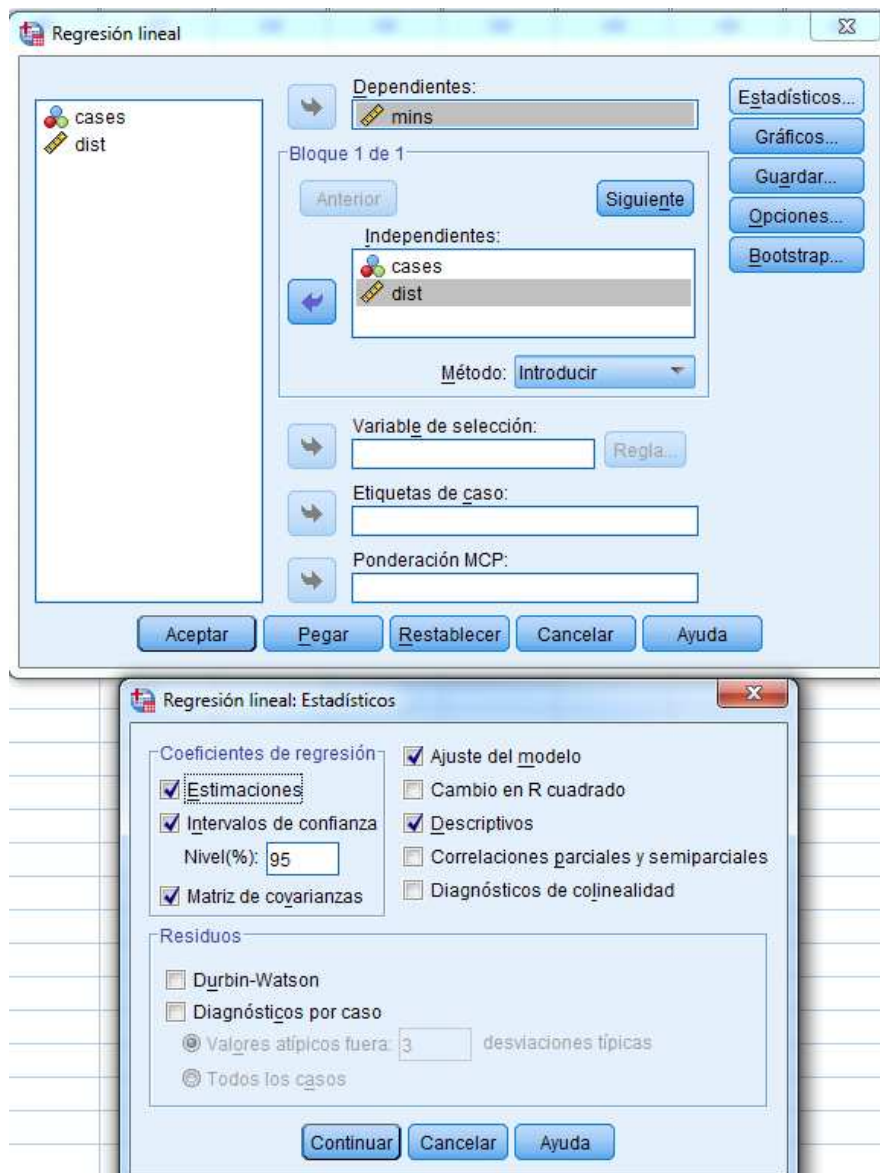 Regresión lineal
cases
dist
Dependientes:
mins
Bloque 1 de 1
Anterior
Siguiente
Independientes:
cases
dist
Método: Introducir
Variable de selección:
Regla...
Etiquetas de caso:
Ponderación MCP:
Estadísticos...
Gráficos...
Guardar...
Opciones...
Bootstrap...
Aceptar Pegar Restablecer Cancelar Ayuda
Regresión lineal: Estadísticos
Coeficientes de regresión
Estimaciones
Intervalos de confianza
Nivel(%): 95
Matriz de covarianzas
Ajuste del modelo
Cambio en R cuadrado
Descriptivos
Correlaciones parciales y semiparciales
Diagnósticos de colinealidad
Residuos
Durbin-Watson
Diagnósticos por caso
Valores atípicos fuera: 3 desviaciones típicas
Todos los casos
Continuar Cancelar Ayuda